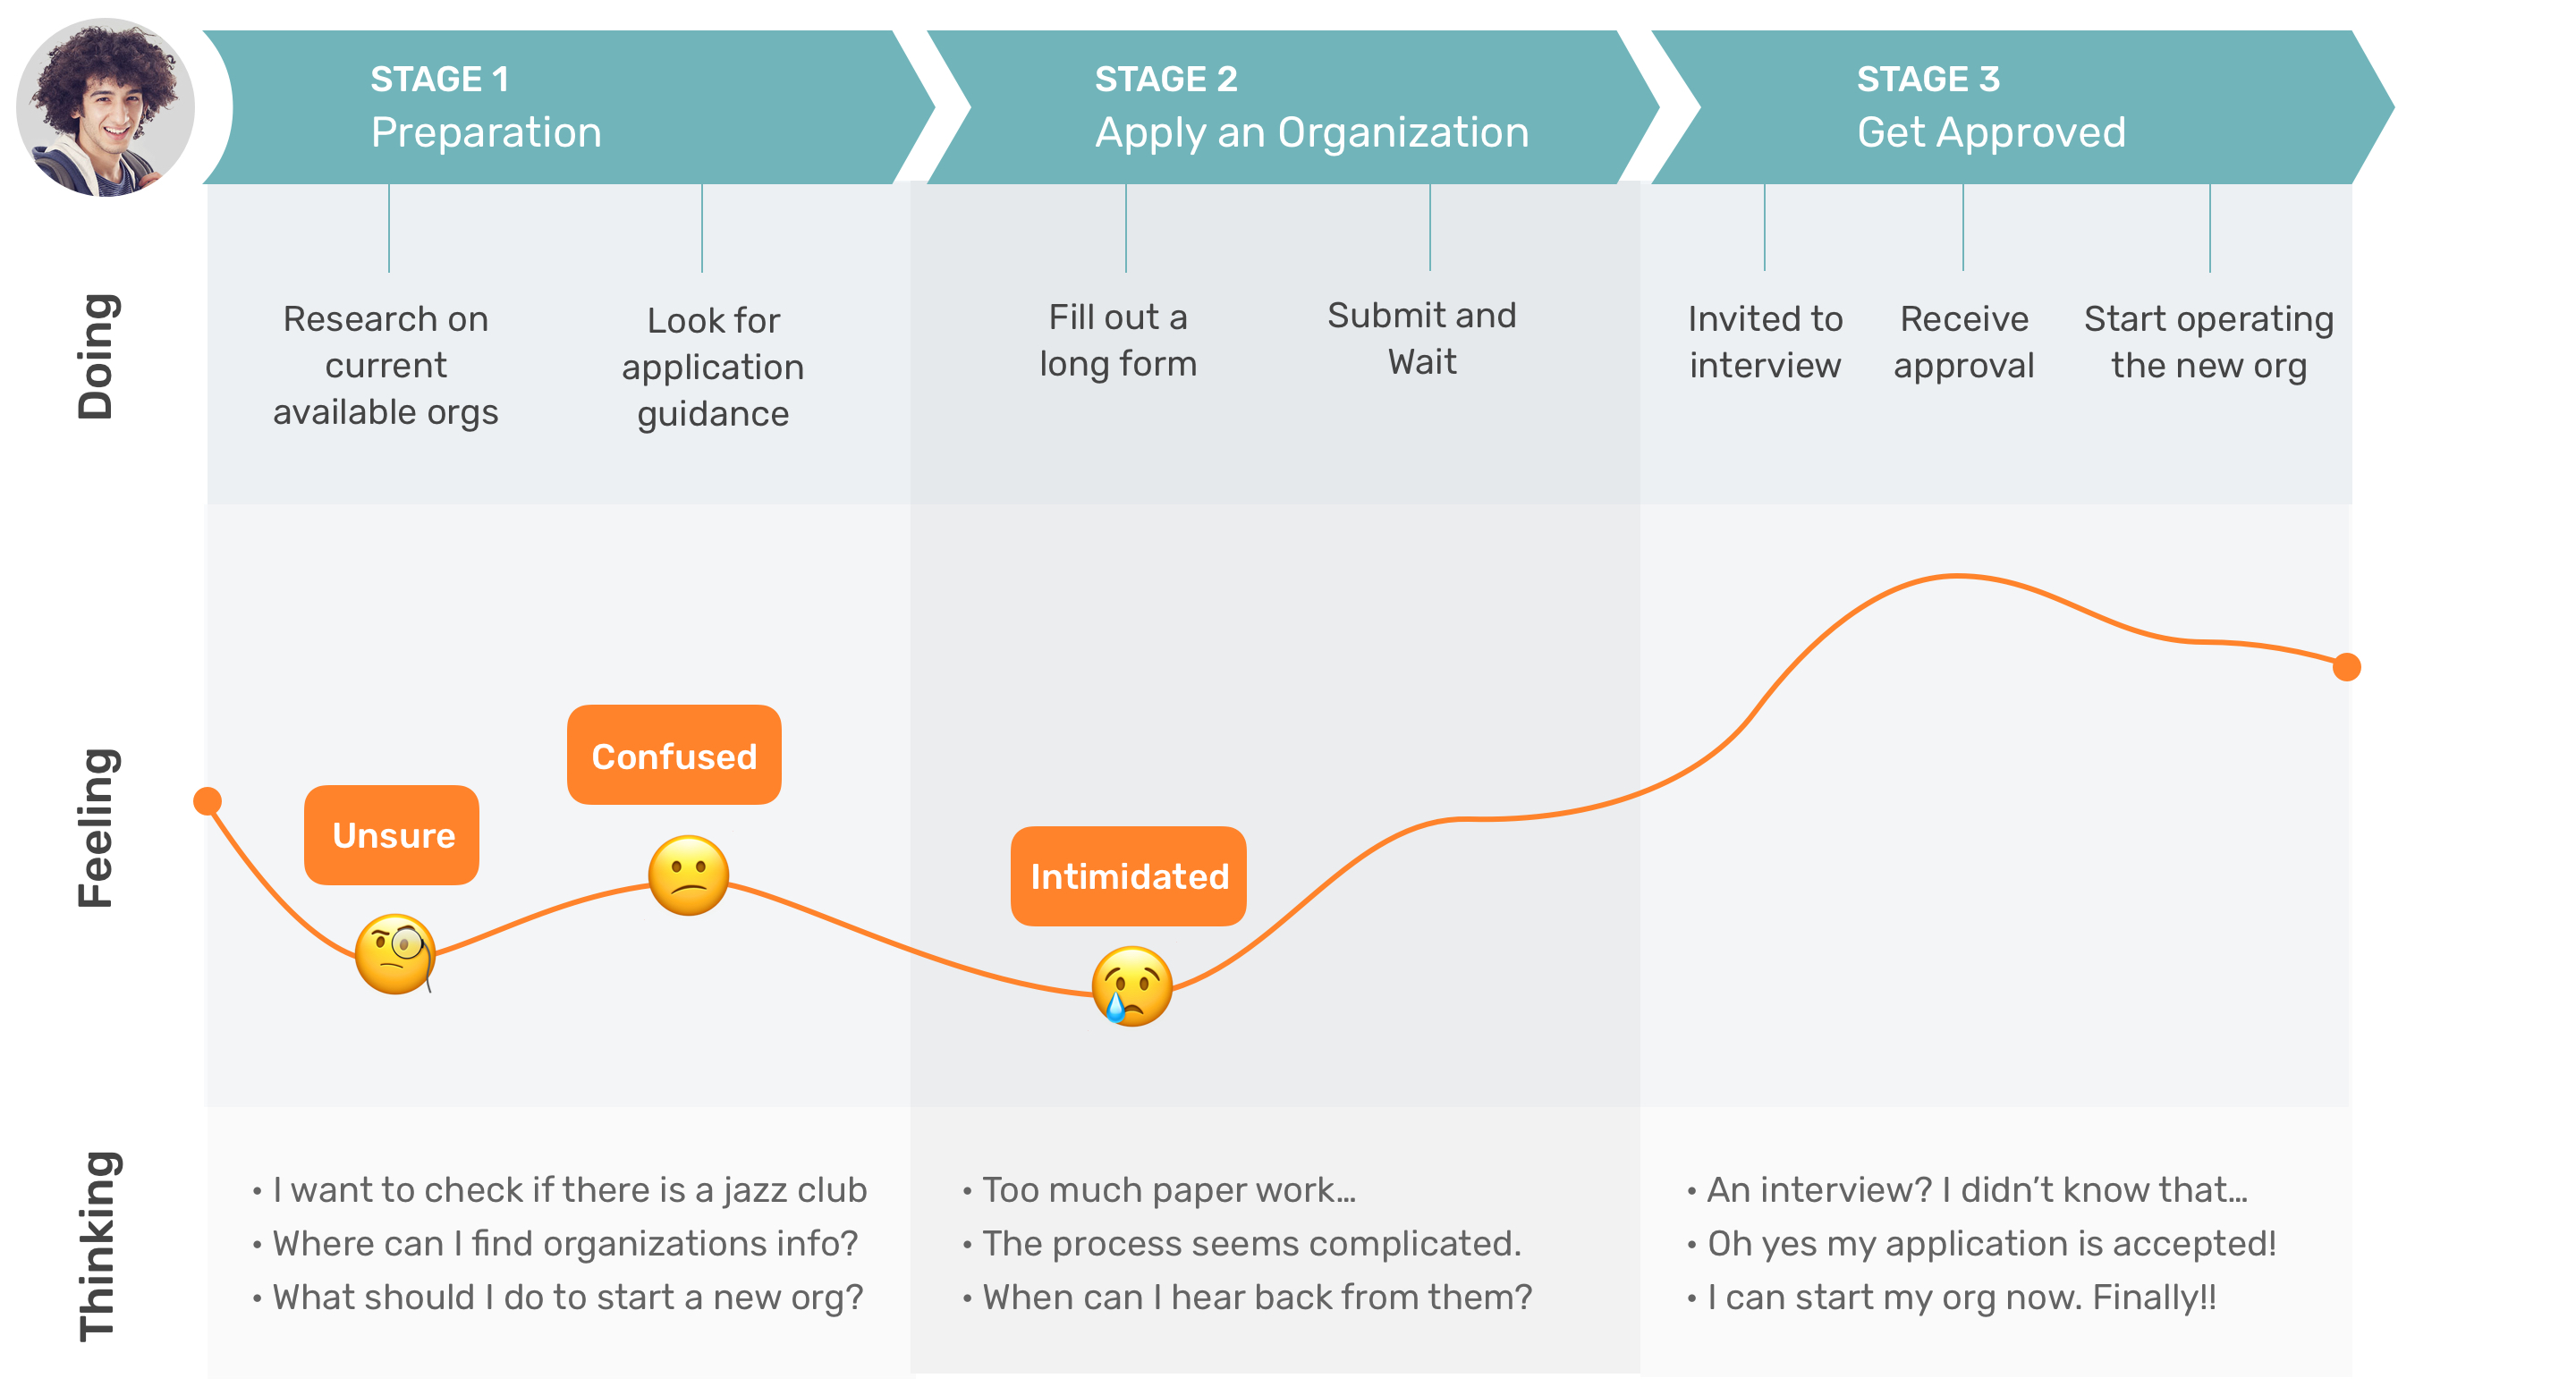 STAGE 1
Preparation
STAGE 2
Apply an Organization
STAGE 3
Get Approved
Doing
Research on
current
available orgs
Look for
application
guidance
Fill out a
long form
Submit and
Wait
Invited to
interview
Receive
approval
Start operating
the new org
Feeling
Unsure
Confused
Intimidated
Thinking
• I want to check if there is a jazz club
• Where can I find organizations info?
• What should I do to start a new org?
• Too much paper work...
• The process seems complicated.
• When can I hear back from them?
• An interview? I didn’t know that...
• Oh yes my application is accepted!
• I can start my org now. Finally!!